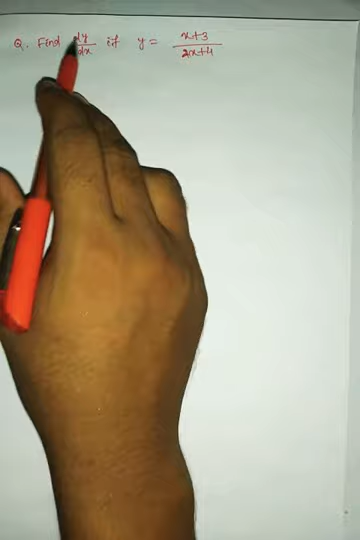 Q. Find dy/dx if y = x+3/2x+4